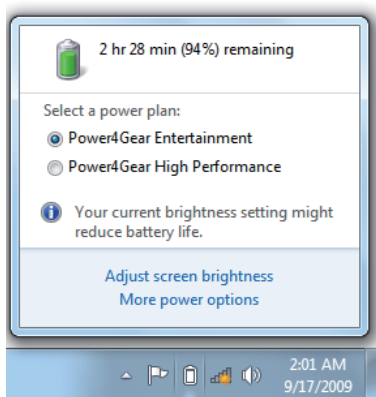 2 hr 28 min (94%) remaining
Select a power plan:
Power4Gear Entertainment
Power4Gear High Performance
Your current brightness setting might
reduce battery life.
Adjust screen brightness
More power options
2:01 AM
9/17/2009